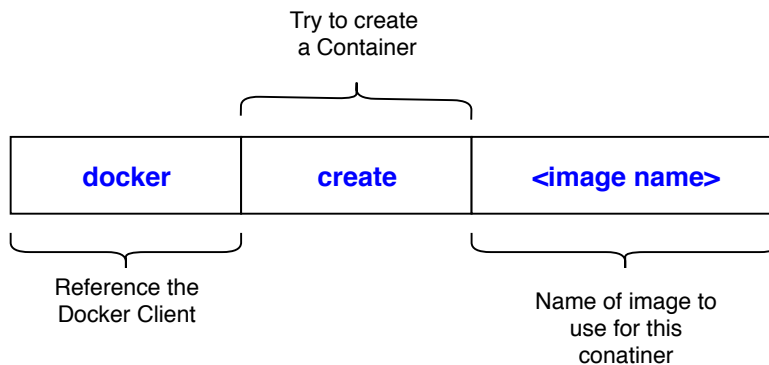 Try to create
a Container
docker create <image name>
Reference the
Docker Client
Name of image to
use for this
conatiner